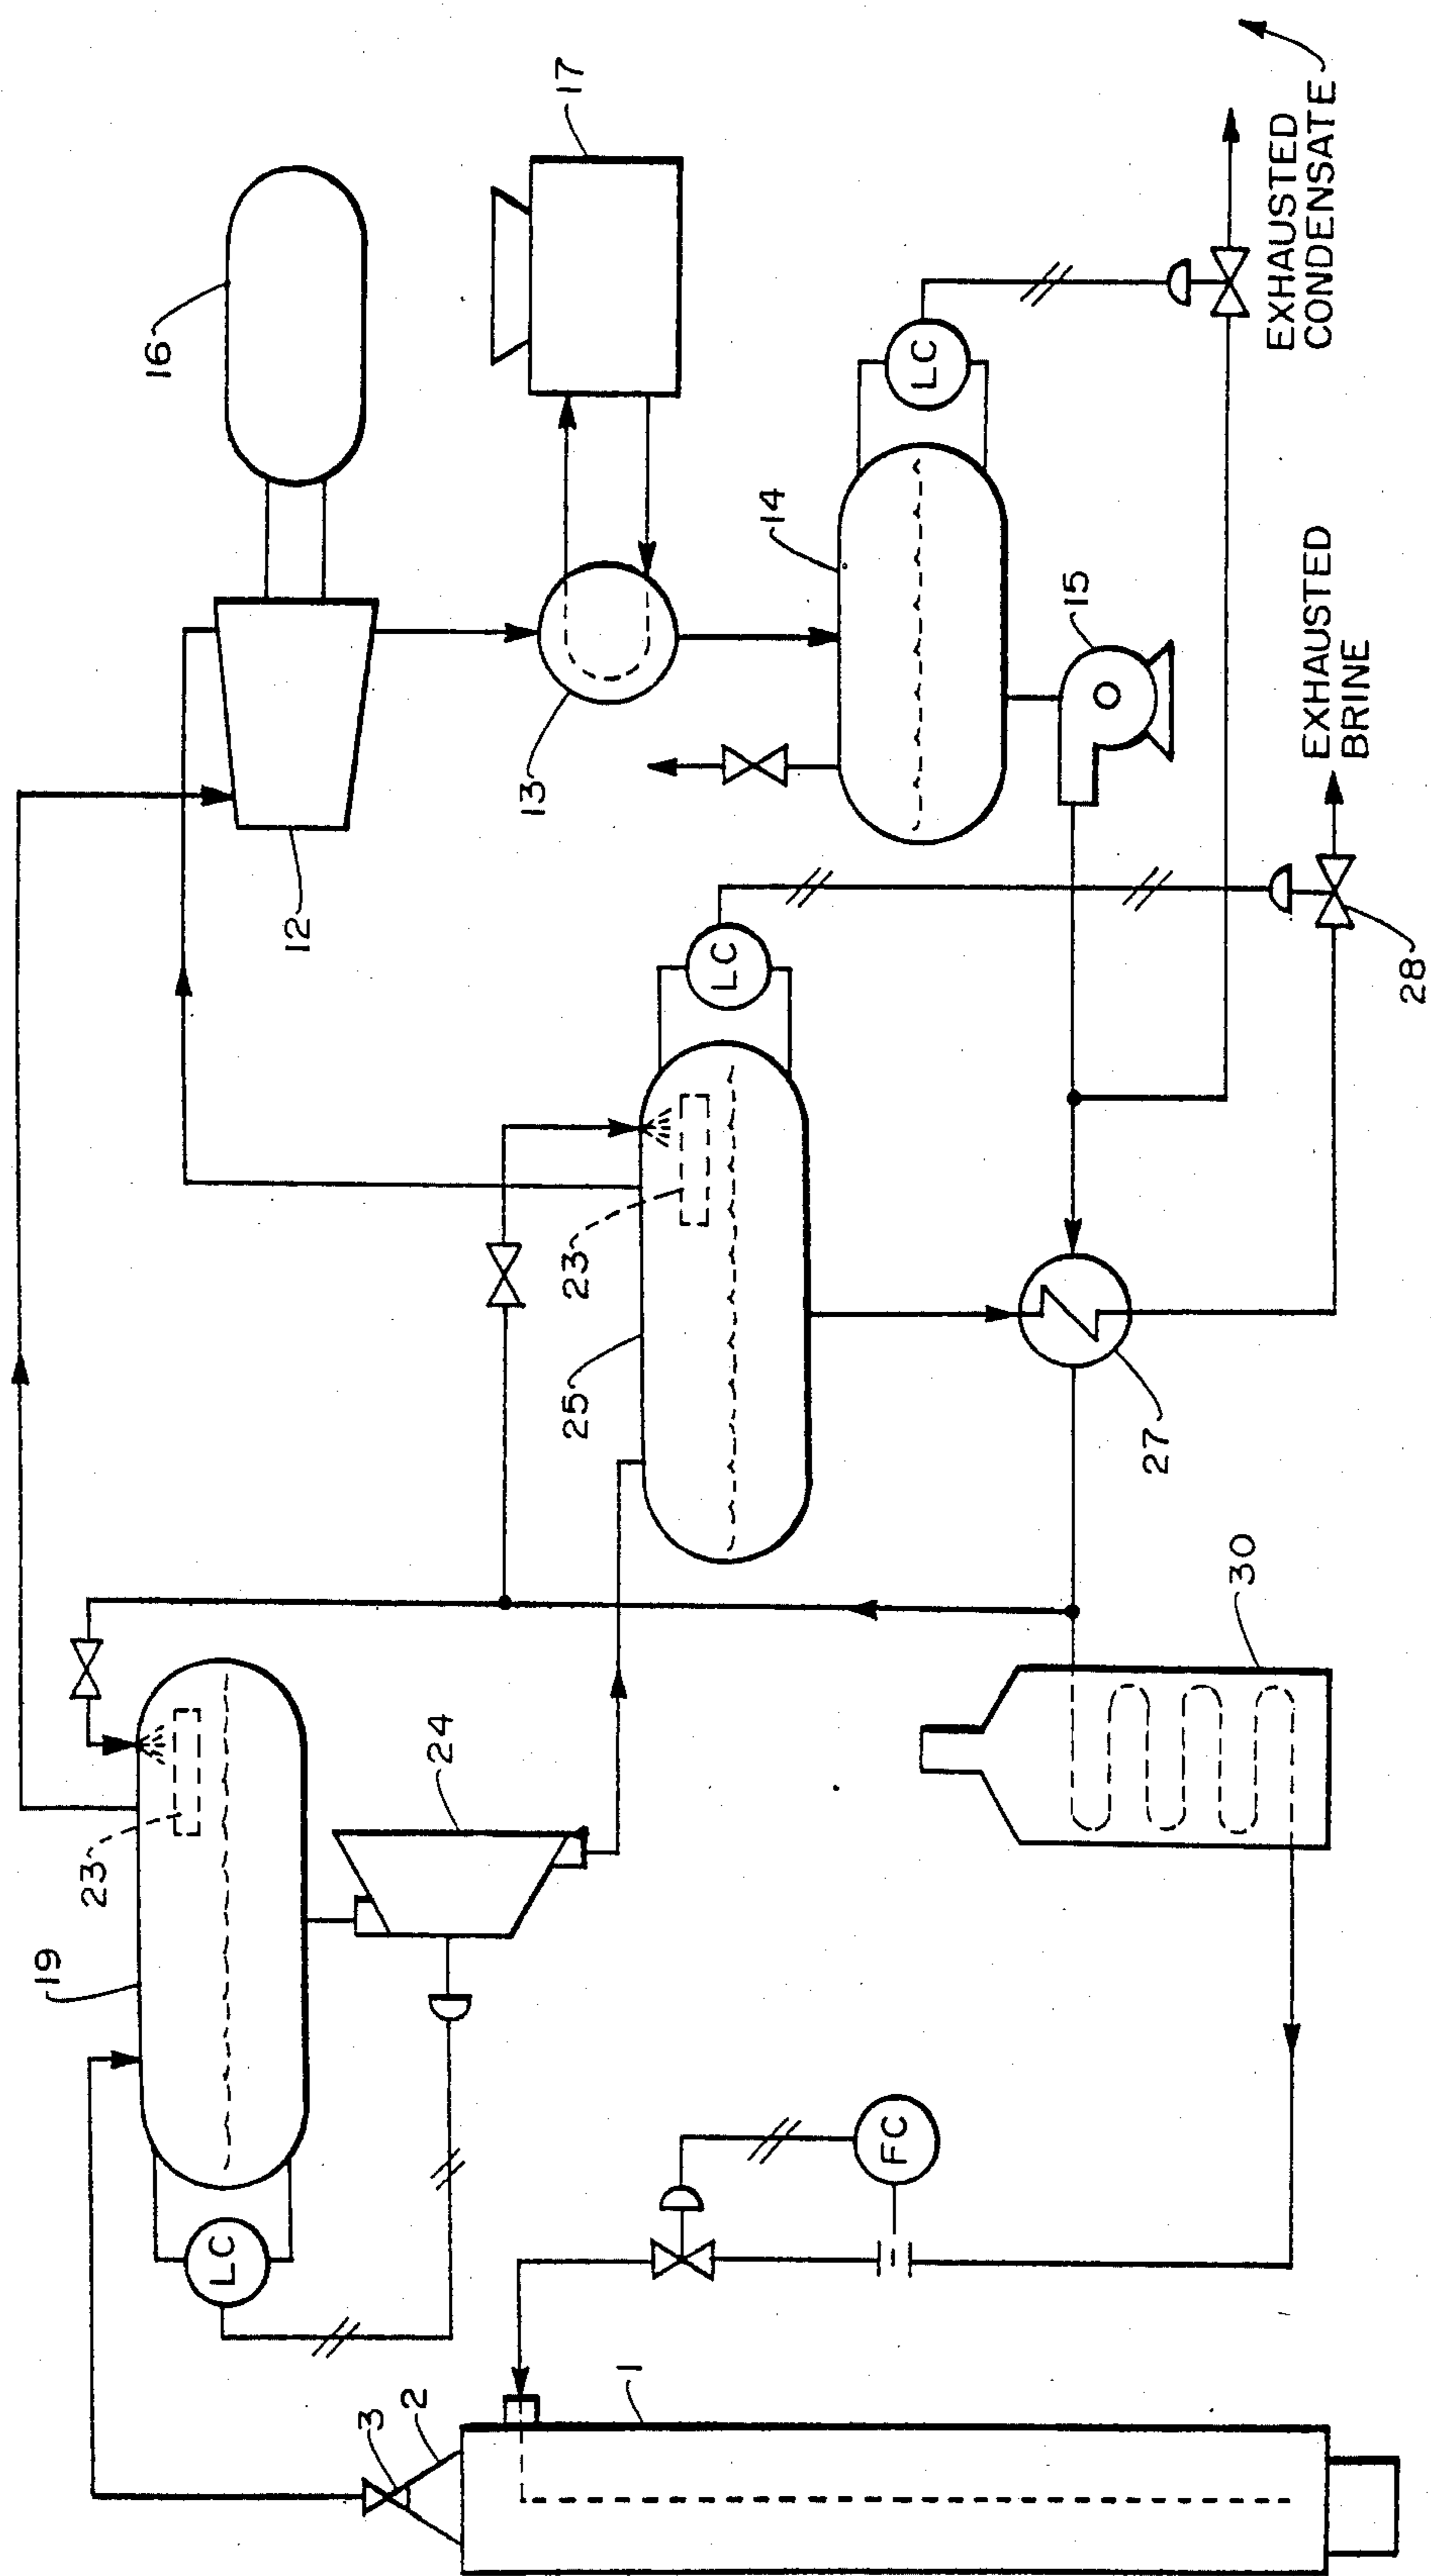 16
17
12
13
14
LC
15
EXHAUSTED
CONDENSATE
EXHAUSTED
BRINE
28
LC
23
25
27
30
23
19
24
LC
FC
3
2
1